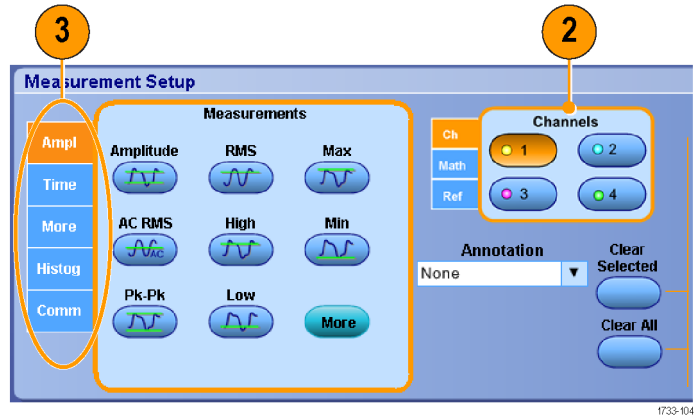 3
2
Measurement Setup
Measurements
Channels
Ampl
Time
More
Histog
Comm
Amplitude
RMS
Max
AC RMS
AC
High
Min
Pk-Pk
Low
More
Ch
Math
Ref
1
2
3
4
Annotation
None
Clear
Selected
Clear All
1733-104